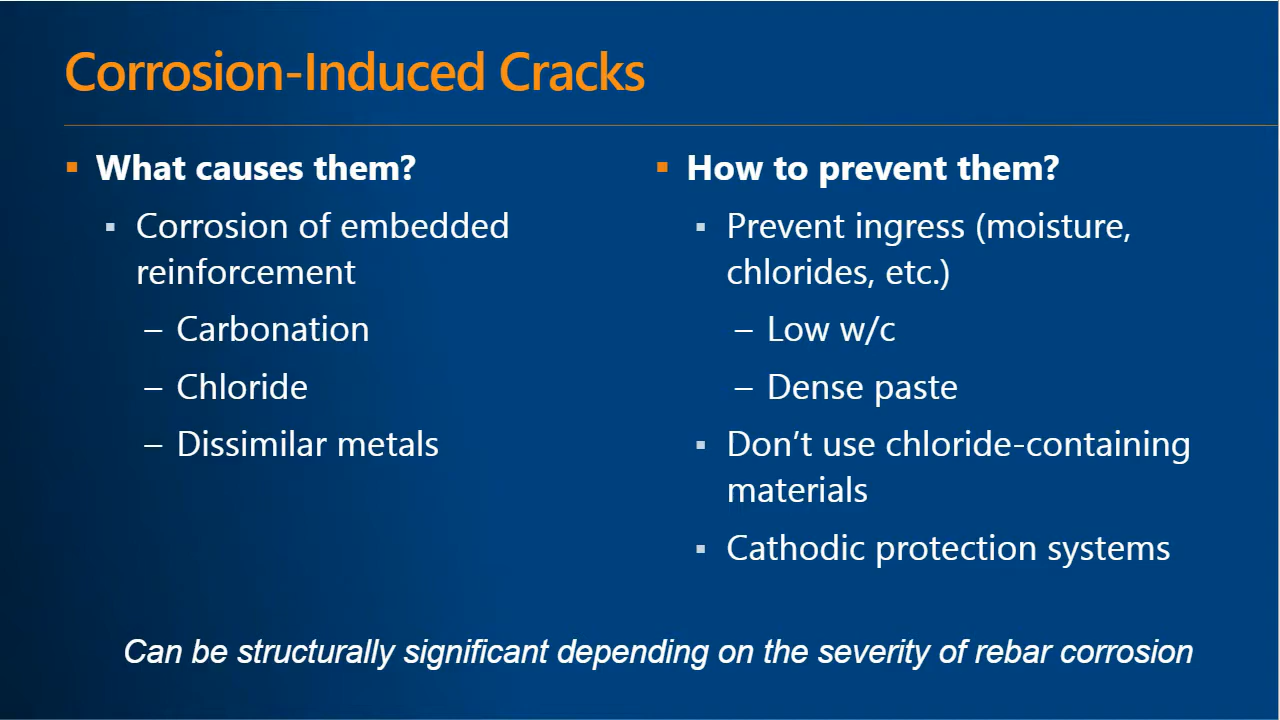 Corrosion-Induced Cracks
▪ What causes them?
▪ Corrosion of embedded
reinforcement
– Carbonation
– Chloride
– Dissimilar metals
▪ How to prevent them?
▪ Prevent ingress (moisture,
chlorides, etc.)
– Low w/c
– Dense paste
▪ Don’t use chloride-containing
materials
▪ Cathodic protection systems
Can be structurally significant depending on the severity of rebar corrosion